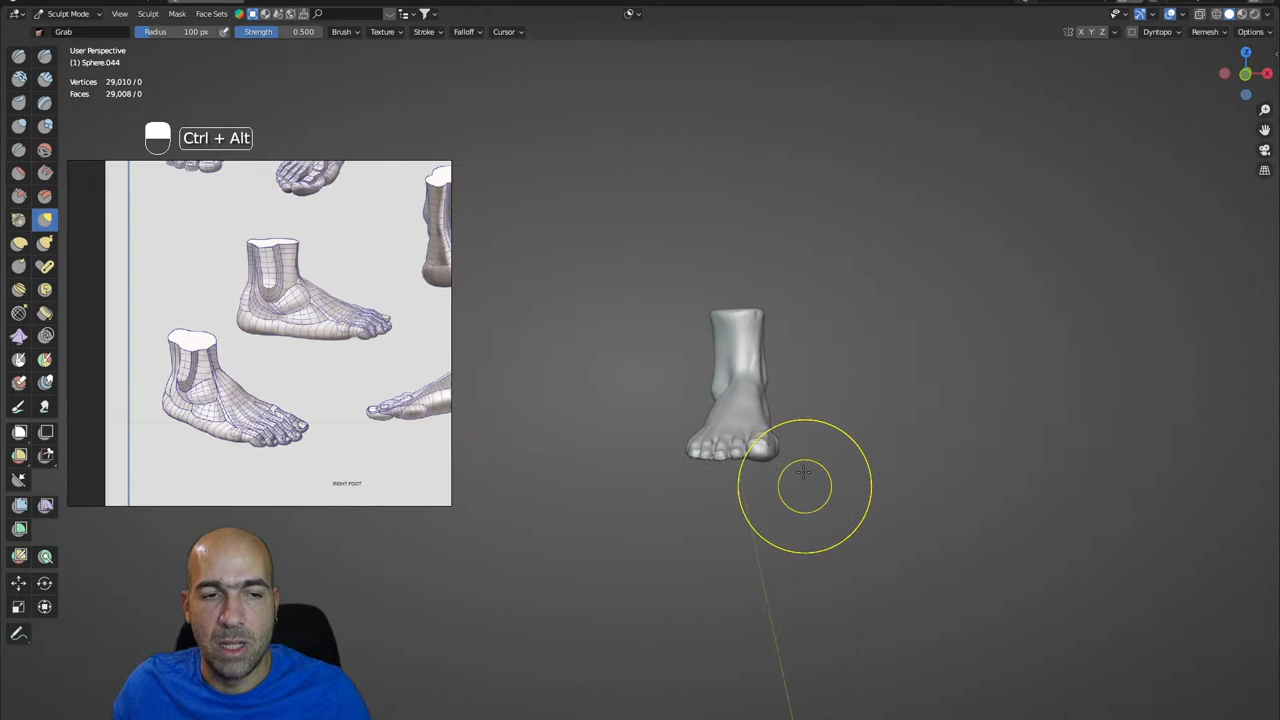 Sculpt Mode View Sculpt Mask Face Sets
Grab Radius 100 px Strength 0.500 Brush Texture Stroke Falloff Cursor X Y Z Dyntopo Remesh Options
User Perspective
(1) Sphere.044
Vertices 29,010 / 0
Faces 29,008 / 0
Ctrl + Alt
Z
X
RIGHT FOOT